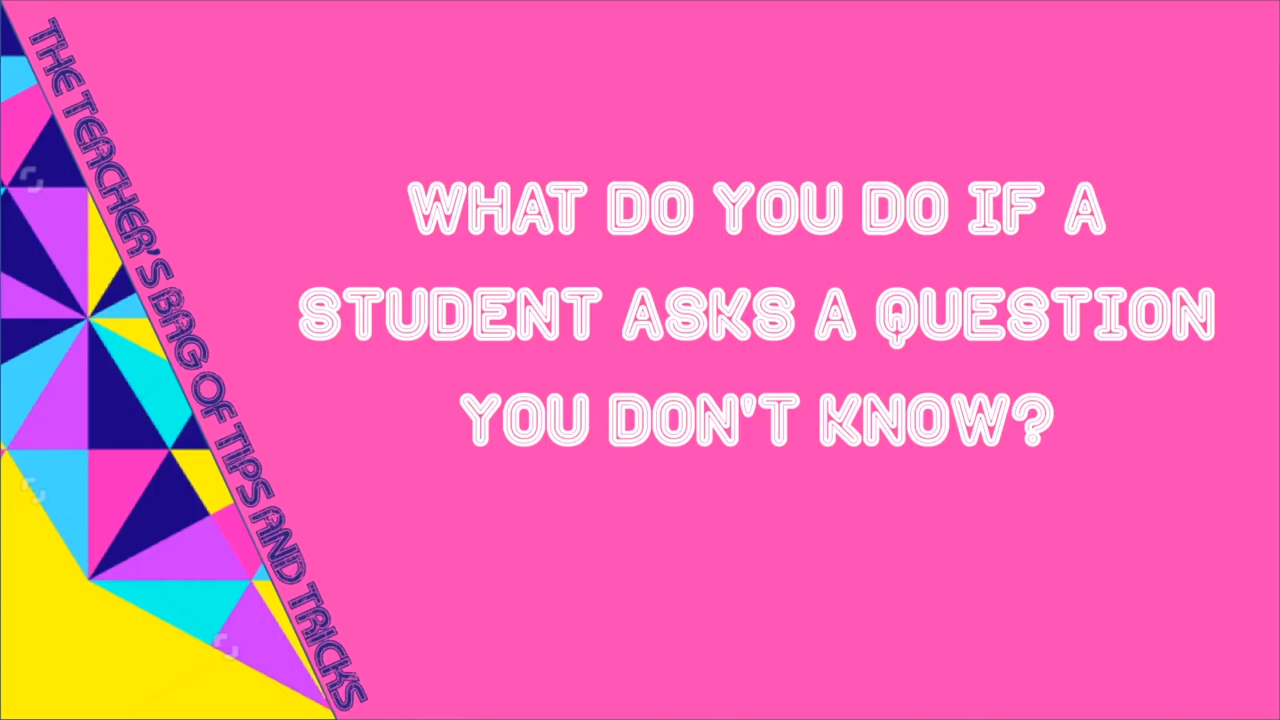 THE TEACHER'S BAG OF TIPS AND TRICKS
WHAT DO YOU DO IF A
STUDENT ASKS A QUESTION
YOU DON'T KNOW?